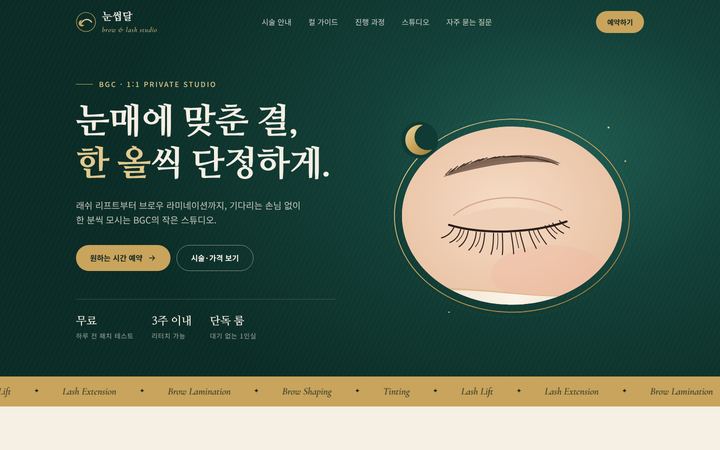 눈썹달
brow & lash studio
시술 안내
컬 가이드
진행 과정
스튜디오
자주 묻는 질문
예약하기
BGC · 1:1 PRIVATE STUDIO
눈매에 맞춘 결,
한 올씩 단정하게.
래쉬 리프트부터 브로우 라미네이션까지, 기다리는 손님 없이
한 분씩 모시는 BGC의 작은 스튜디오.
원하는 시간 예약 →
시술·가격 보기
무료
하루 전 패치 테스트
3주 이내
리터치 가능
단독 룸
대기 없는 1인실
Lift ✦ Lash Extension ✦ Brow Lamination ✦ Brow Shaping ✦ Tinting ✦ Lash Lift ✦ Lash Extension ✦ Brow Lamination